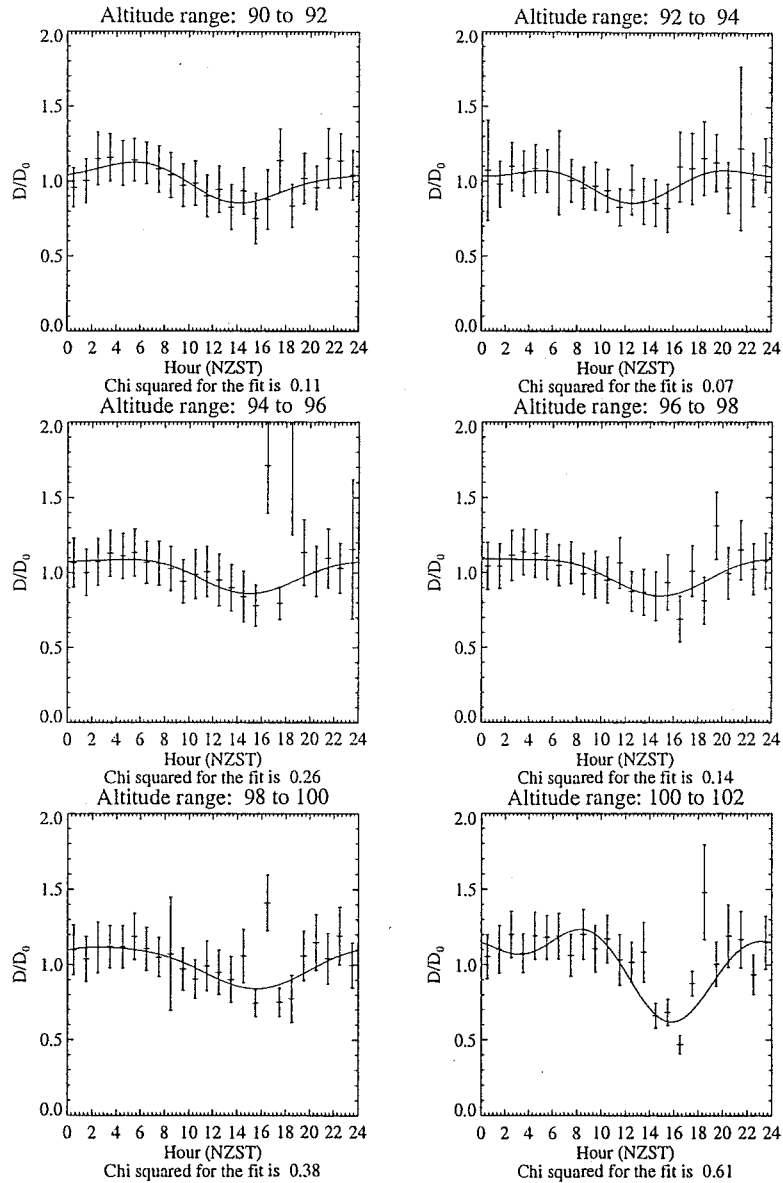 Altitude range: 90 to 92
2.0
1.5
1.0
0.5
0.0
D/D0
0 2 4 6 8 10 12 14 16 18 20 22 24
Hour (NZST)
Chi squared for the fit is 0.11
Altitude range: 92 to 94
2.0
1.5
1.0
0.5
0.0
D/D0
0 2 4 6 8 10 12 14 16 18 20 22 24
Hour (NZST)
Chi squared for the fit is 0.07
Altitude range: 94 to 96
2.0
1.5
1.0
0.5
0.0
D/D0
0 2 4 6 8 10 12 14 16 18 20 22 24
Hour (NZST)
Chi squared for the fit is 0.26
Altitude range: 96 to 98
2.0
1.5
1.0
0.5
0.0
D/D0
0 2 4 6 8 10 12 14 16 18 20 22 24
Hour (NZST)
Chi squared for the fit is 0.14
Altitude range: 98 to 100
2.0
1.5
1.0
0.5
0.0
D/D0
0 2 4 6 8 10 12 14 16 18 20 22 24
Hour (NZST)
Chi squared for the fit is 0.38
Altitude range: 100 to 102
2.0
1.5
1.0
0.5
0.0
D/D0
0 2 4 6 8 10 12 14 16 18 20 22 24
Hour (NZST)
Chi squared for the fit is 0.61